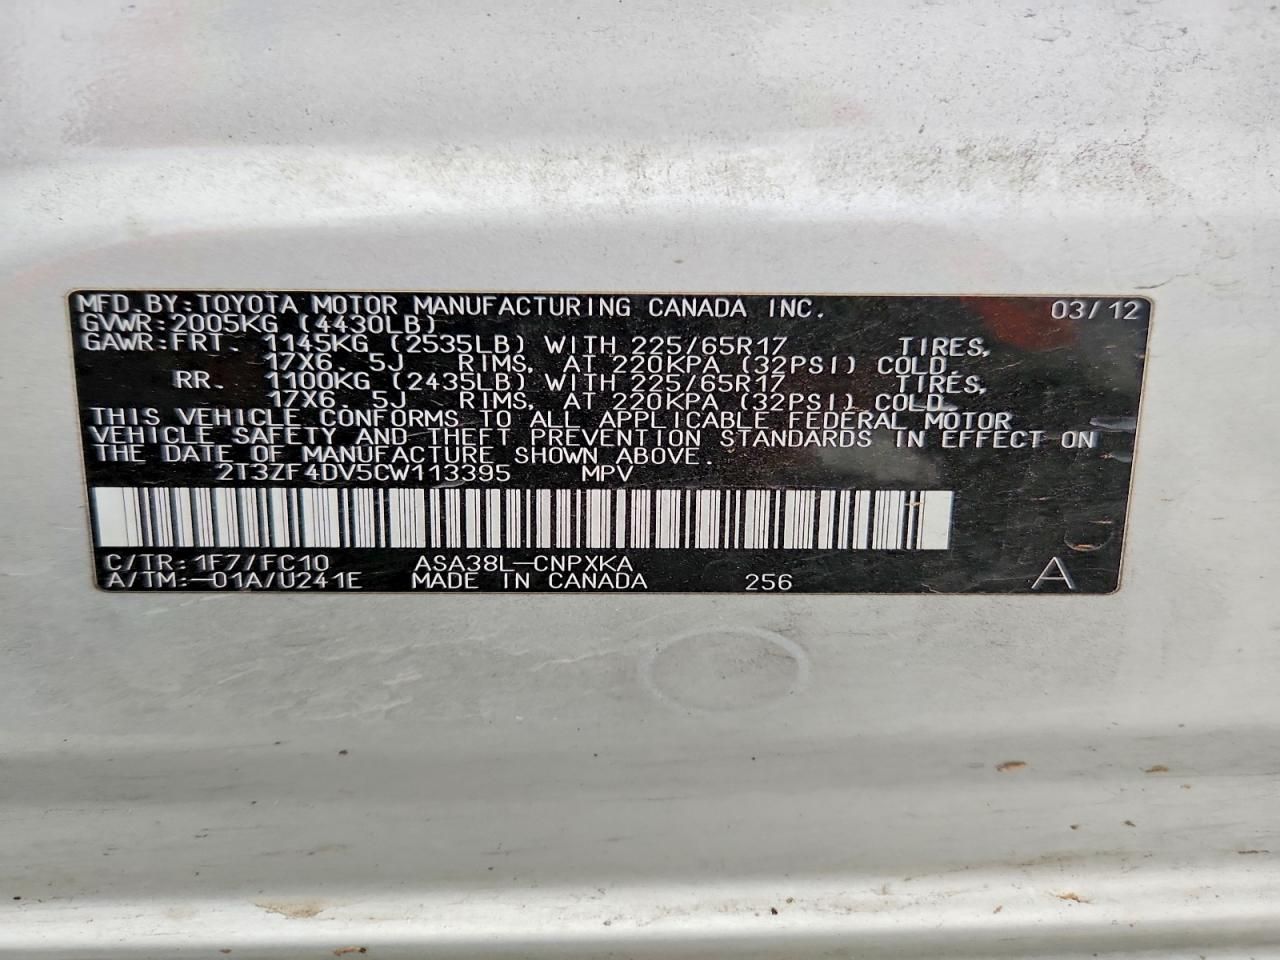 MFD.BY:TOYOTA MOTOR MANUFACTURING CANADA INC. 03/12
GVWR:2005KG (4430LB)
GAWR:FRT. 1145KG (2535LB) WITH 225/65R17 TIRES,
17X6.5J RIMS, AT 220KPA (32PSI) COLD.
RR. 1100KG (2435LB) WITH 225/65R17 TIRES,
17X6.5J RIMS, AT 220KPA (32PSI) COLD.
THIS VEHICLE CONFORMS TO ALL APPLICABLE FEDERAL MOTOR
VEHICLE SAFETY AND THEFT PREVENTION STANDARDS IN EFFECT ON
THE DATE OF MANUFACTURE SHOWN ABOVE.
2T3ZF4DV5CW113395 MPV
C/TR: 1F7/FC10 ASA38L-CNPXKA
A/TM:-01A/U241E MADE IN CANADA 256 A